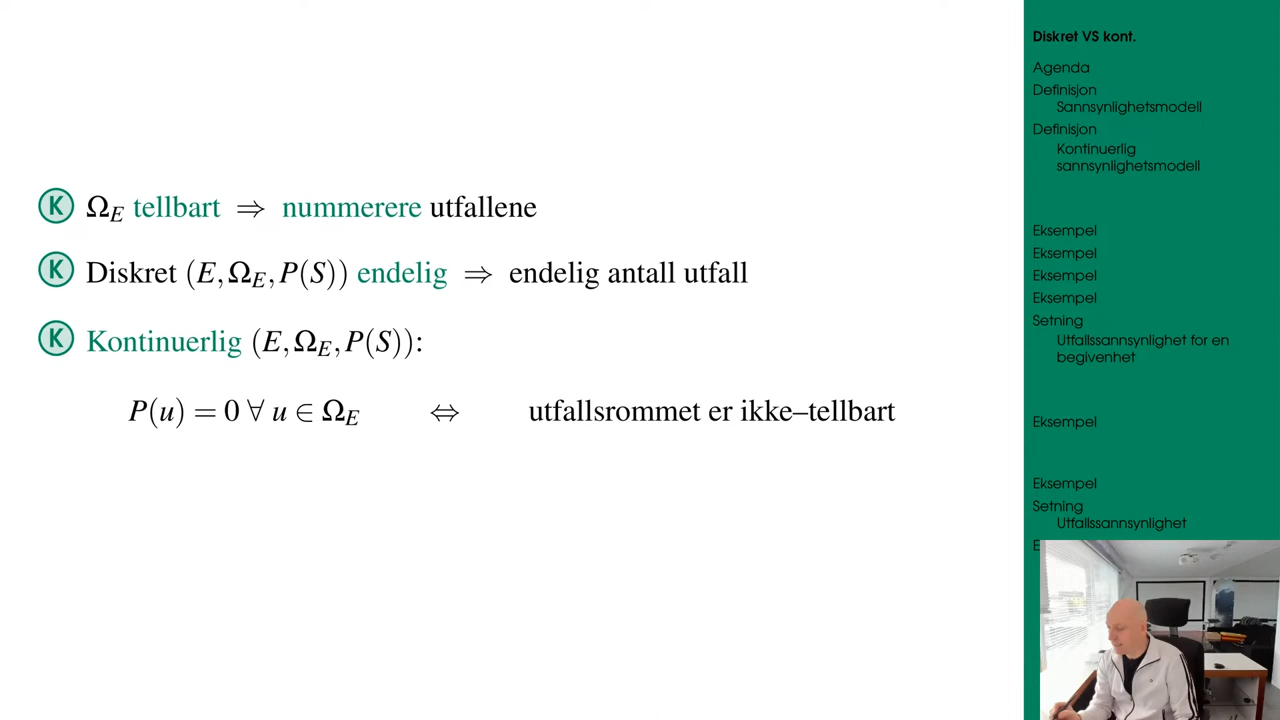 K Ω_E tellbart ⇒ nummerere utfallene
K Diskret (E, Ω_E, P(S)) endelig ⇒ endelig antall utfall
K Kontinuerlig (E, Ω_E, P(S)):
P(u) = 0 ∀ u ∈ Ω_E ⇔ utfallsrommet er ikke–tellbart
Diskret VS kont.
Agenda
Definisjon
Sannsynlighetsmodell
Definisjon
Kontinuerlig
sannsynlighetsmodell
Eksempel
Eksempel
Eksempel
Eksempel
Setning
Utfallssannsynlighet for en
begivenhet
Eksempel
Eksempel
Setning
Utfallssannsynlighet